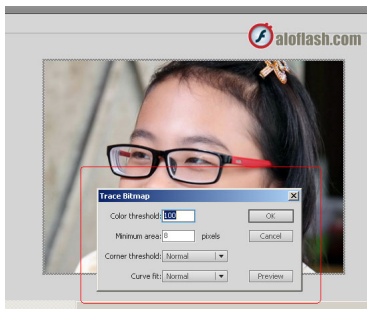 aloflash.com
Trace Bitmap
Color threshold: 100
OK
Minimum area: 8 pixels
Cancel
Corner threshold: Normal
Curve fit: Normal
Preview